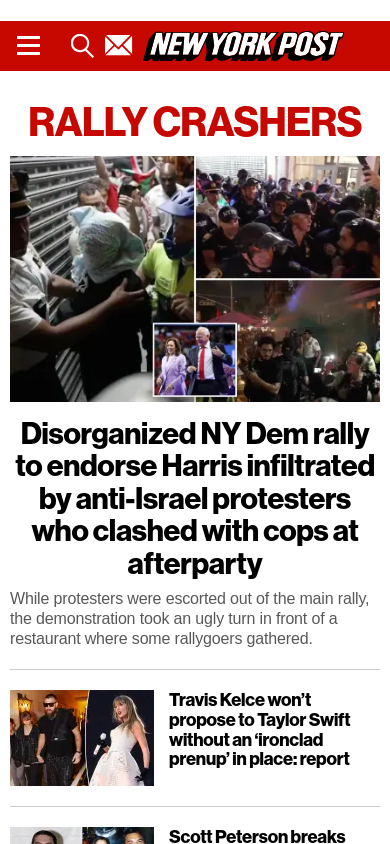 NEW YORK POST
RALLY CRASHERS
Disorganized NY Dem rally
to endorse Harris infiltrated
by anti-Israel protesters
who clashed with cops at
afterparty
While protesters were escorted out of the main rally,
the demonstration took an ugly turn in front of a
restaurant where some rallygoers gathered.
Travis Kelce won’t
propose to Taylor Swift
without an ‘ironclad
prenup’ in place: report
Scott Peterson breaks